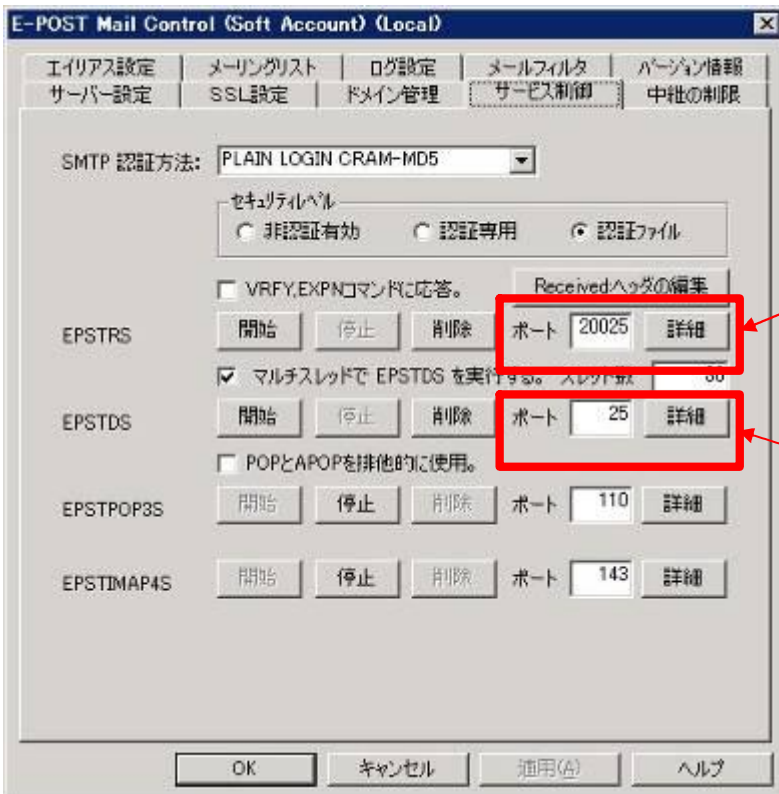 E-POST Mail Control (Soft Account) (Local)
エイリアス設定 メーリングリスト ログ設定 メールフィルタ バージョン情報
サーバー設定 SSL設定 ドメイン管理 サービス制御 中継の制限
SMTP 認証方法: PLAIN LOGIN CRAM-MD5
セキュリティレベル
非認証有効 認証専用 認証ファイル
VRFY,EXPNコマンドに応答。 Receivedヘッダの編集
EPSTRS 開始 停止 削除 ポート 20025 詳細
マルチスレッドで EPSTDS を実行する。 スレッド数
EPSTDS 開始 停止 削除 ポート 25 詳細
POPとAPOPを排他的に使用。
EPSTPOP3S 開始 停止 削除 ポート 110 詳細
EPSTIMAP4S 開始 停止 削除 ポート 143 詳細
OK キャンセル 適用(A) ヘルプ